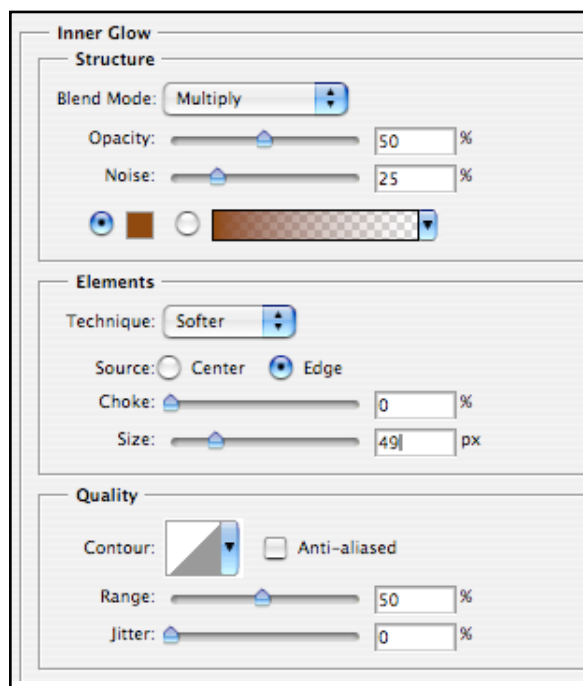 Inner Glow
Structure
Blend Mode: Multiply
Opacity: 50 %
Noise: 25 %
Elements
Technique: Softer
Source: Center Edge
Choke: 0 %
Size: 49 px
Quality
Contour: Anti-aliased
Range: 50 %
Jitter: 0 %